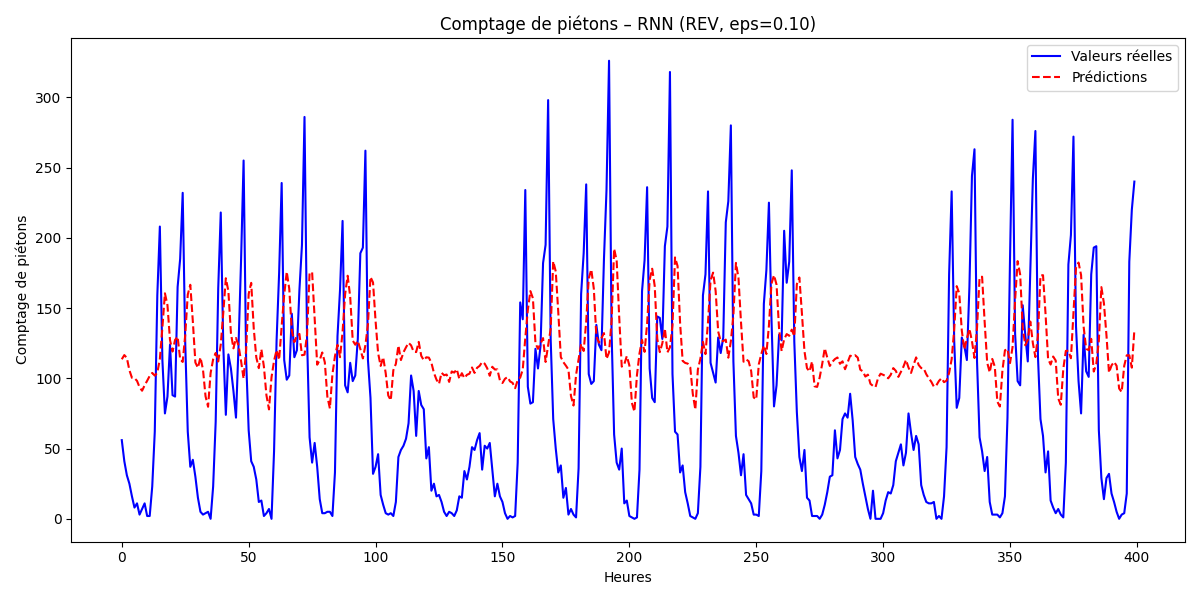 Comptage de piétons – RNN (REV, eps=0.10)
Valeurs réelles
Prédictions
Comptage de piétons
300
250
200
150
100
50
0
0 50 100 150 200 250 300 350 400
Heures